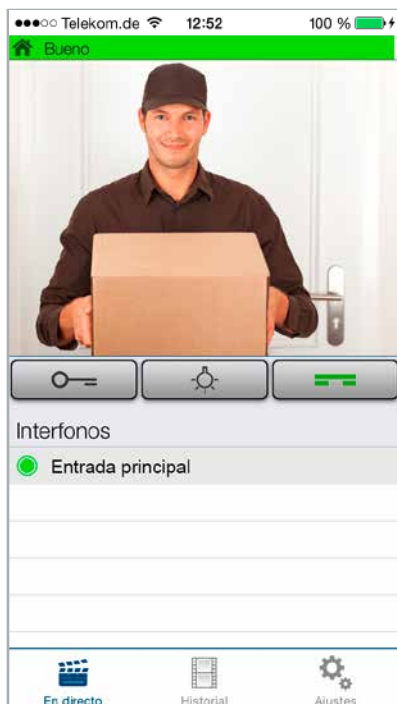 Telekom.de 12:52 100 %
Bueno
Interfonos
Entrada principal
En directo Historial Ajustes